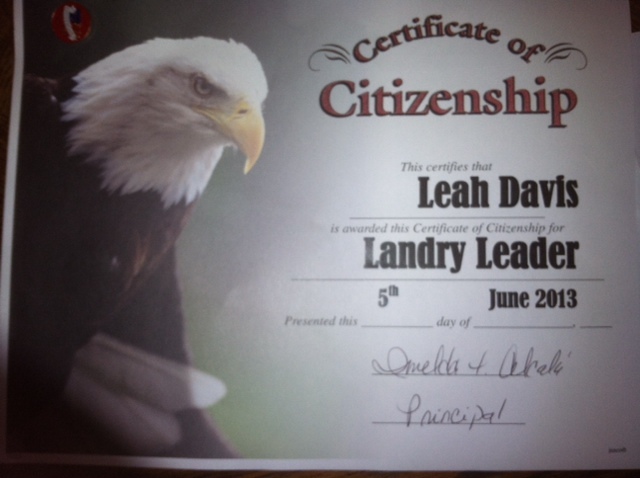 Certificate of
Citizenship
This certifies that
Leah Davis
is awarded this Certificate of Citizenship for
Landry Leader
5th June 2013
Presented this day of ,
Principal